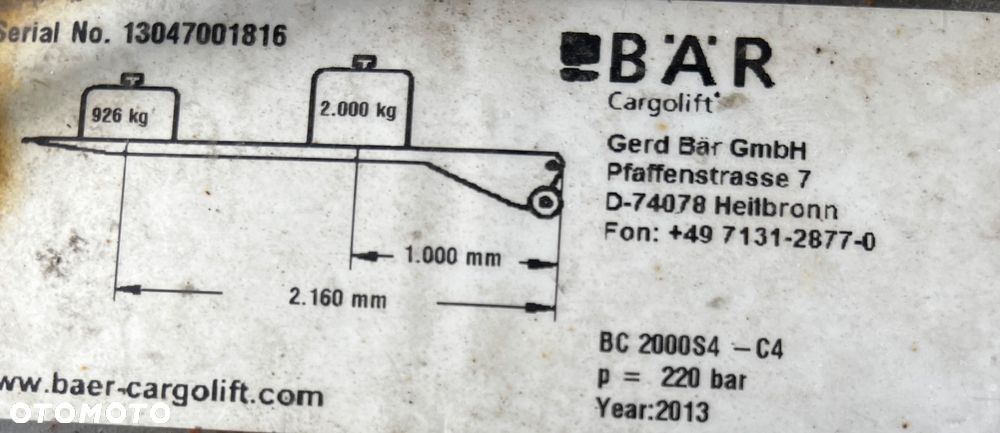 Serial No. 13047001816
926 kg
2.000 kg
1.000 mm
2.160 mm
BÄR
Cargolift
Gerd Bär GmbH
Pfaffenstrasse 7
D-74078 Heilbronn
Fon: +49 7131-2877-0
BC 2000S4 -C4
p = 220 bar
Year:2013
ww.baer-cargolift.com
OTOMOTO